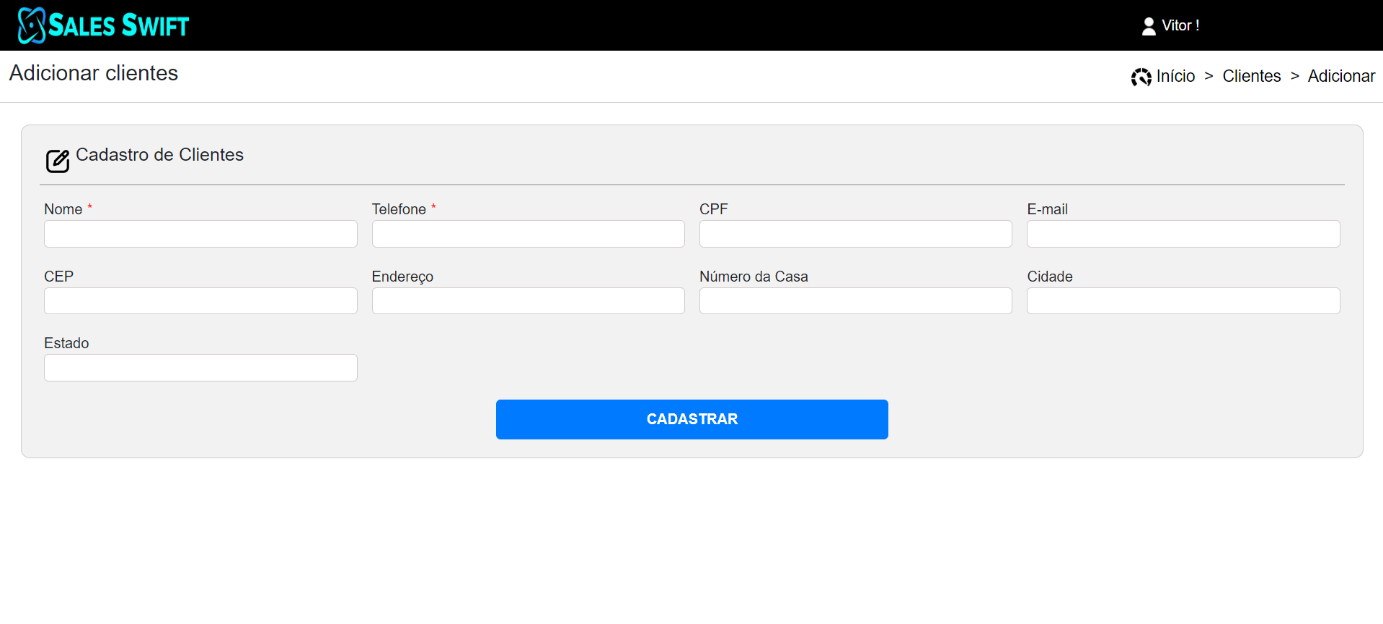 SALES SWIFT
Vitor !
Adicionar clientes
Início > Clientes > Adicionar
Cadastro de Clientes
Nome * Telefone * CPF E-mail
CEP Endereço Número da Casa Cidade
Estado
CADASTRAR